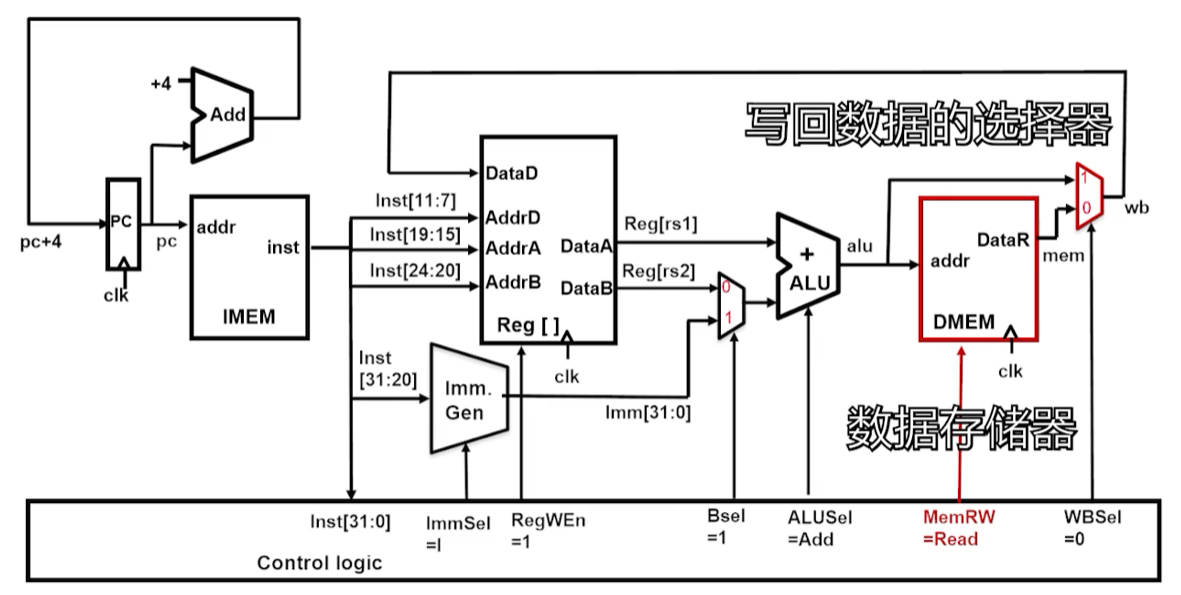 +4
Add
写回数据的选择器
DataD
Inst[11:7]
AddrD
Inst[19:15]
AddrA
Inst[24:20]
AddrB
DataA
DataB
Reg [ ]
clk
PC
pc
pc+4
clk
addr
inst
IMEM
Reg[rs1]
Reg[rs2]
0
1
+
ALU
alu
addr
DataR
DMEM
clk
mem
1
0
wb
Inst
[31:20]
Imm.
Gen
Imm[31:0]
数据存储器
Inst[31:0]
ImmSel
=I
RegWEn
=1
Bsel
=1
ALUSel
=Add
MemRW
=Read
WBSel
=0
Control logic